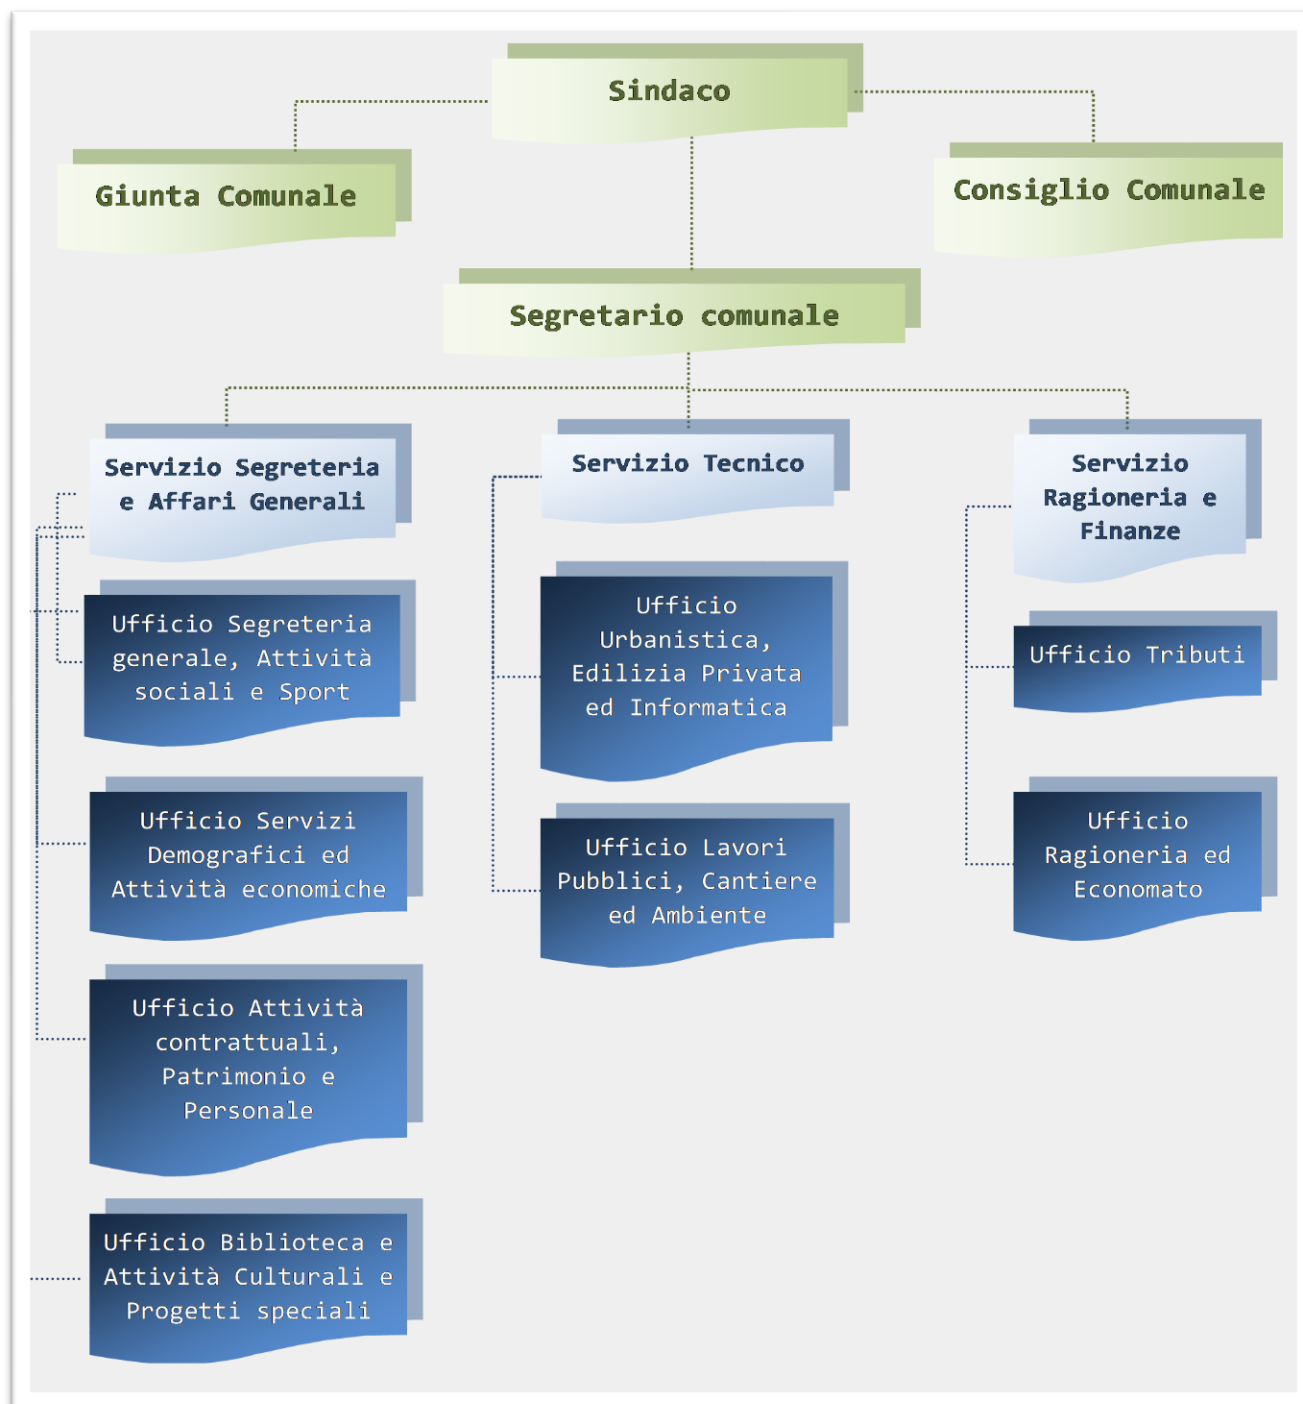 Sindaco
Giunta Comunale
Consiglio Comunale
Segretario comunale
Servizio Segreteria
e Affari Generali
Ufficio Segreteria
generale, Attività
sociali e Sport
Ufficio Servizi
Demografici ed
Attività economiche
Ufficio Attività
contrattuali,
Patrimonio e
Personale
Ufficio Biblioteca e
Attività Culturali e
Progetti speciali
Servizio Tecnico
Ufficio
Urbanistica,
Edilizia Privata
ed Informatica
Ufficio Lavori
Pubblici, Cantiere
ed Ambiente
Servizio
Ragioneria e
Finanze
Ufficio Tributi
Ufficio
Ragioneria ed
Economato